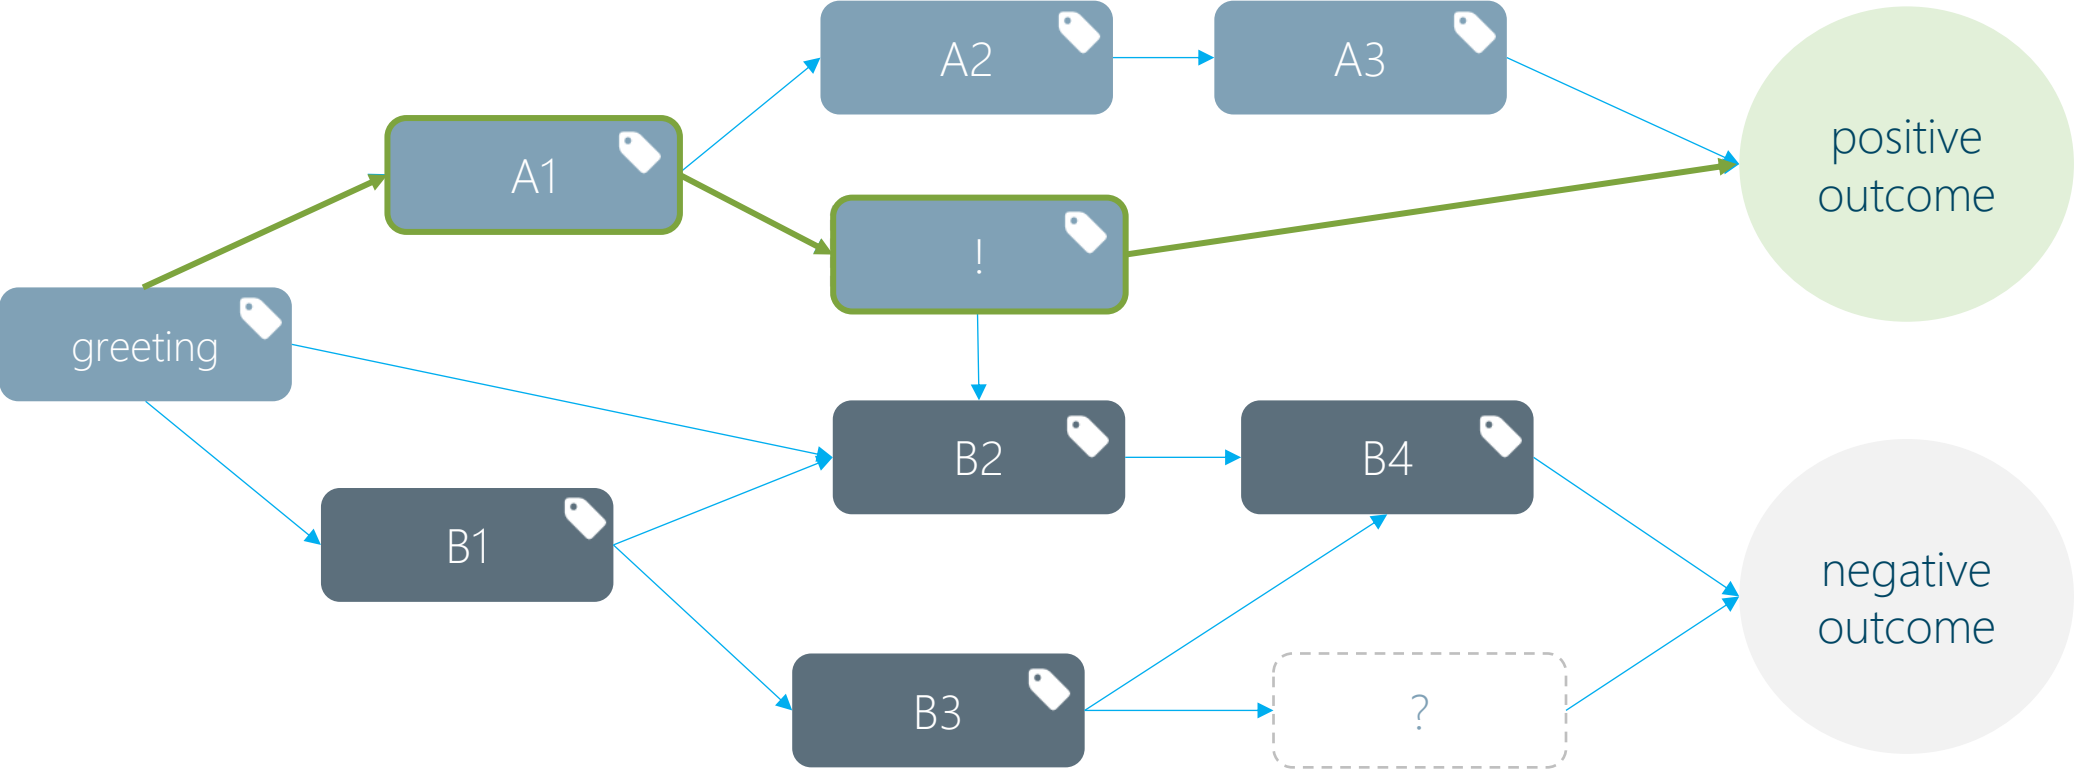 A2
A3
A1
positive
outcome
!
greeting
B2
B4
B1
negative
outcome
B3
?